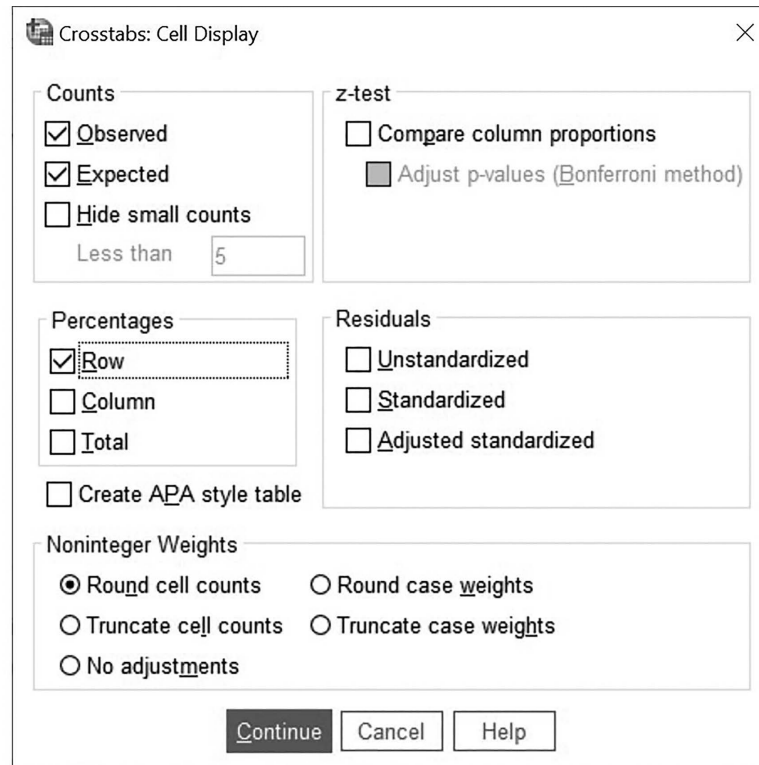 Crosstabs: Cell Display
Counts
Observed
Expected
Hide small counts
Less than 5
z-test
Compare column proportions
Adjust p-values (Bonferroni method)
Percentages
Row
Column
Total
Residuals
Unstandardized
Standardized
Adjusted standardized
Create APA style table
Noninteger Weights
Round cell counts Round case weights
Truncate cell counts Truncate case weights
No adjustments
Continue Cancel Help